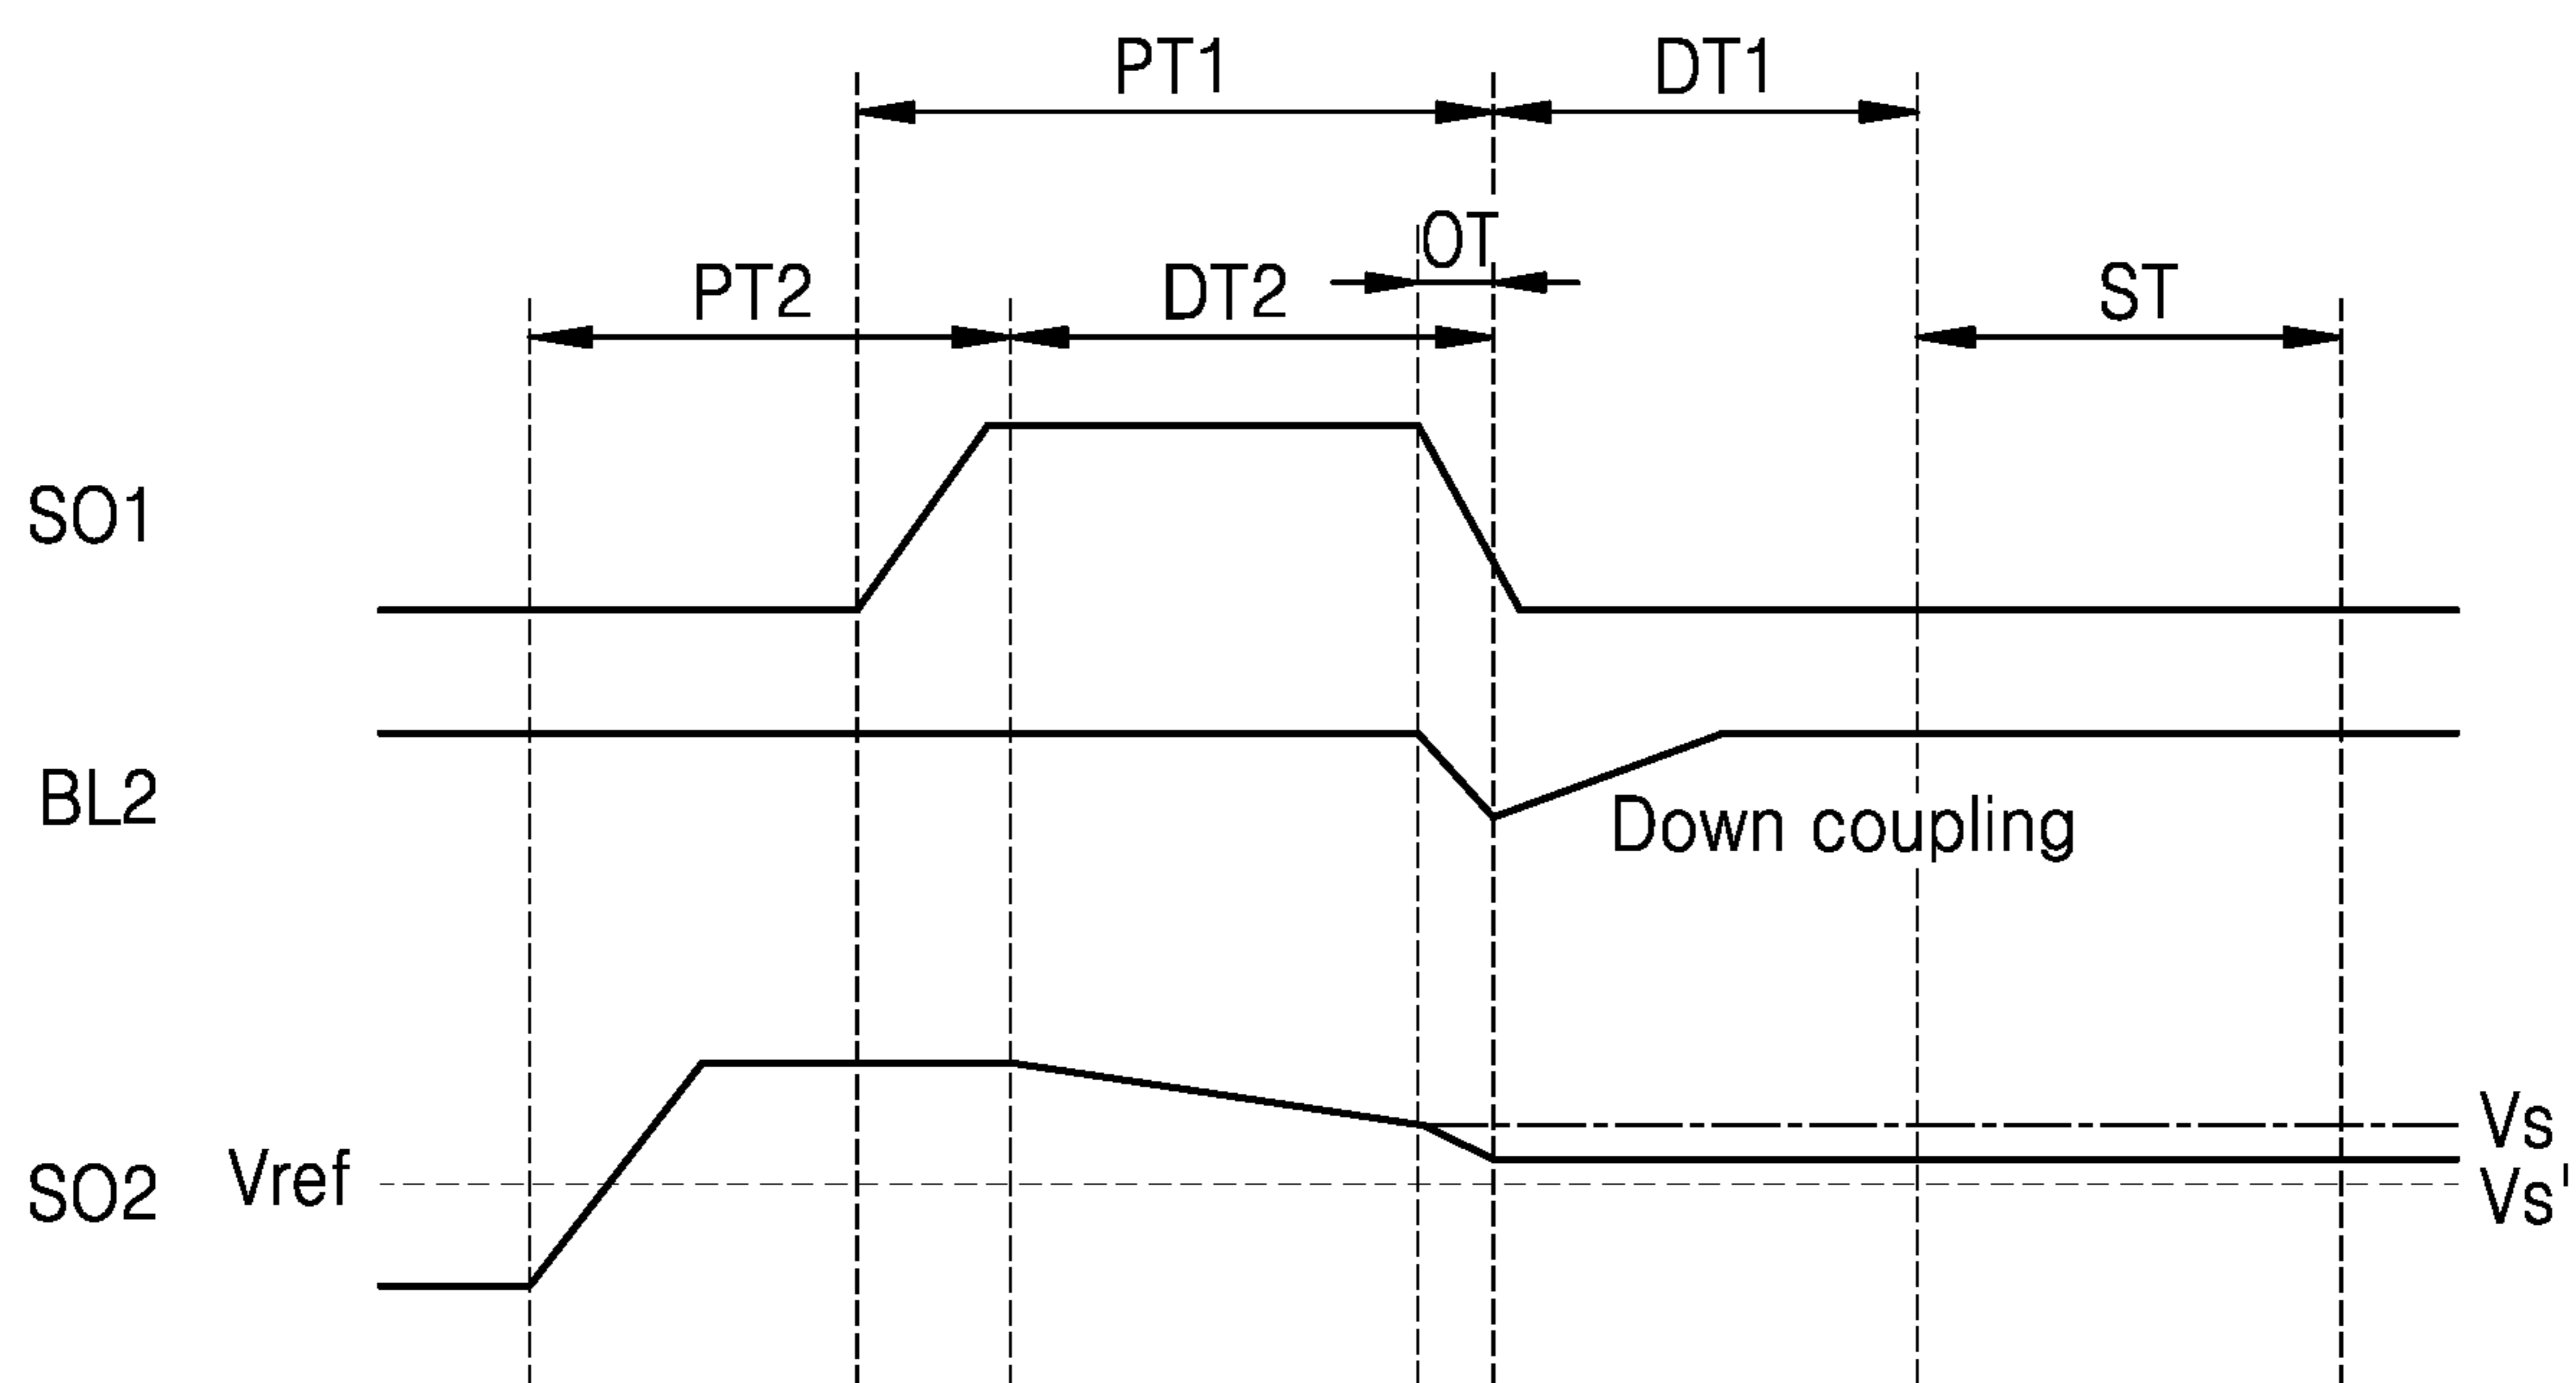 PT1
DT1
OT
PT2
DT2
ST
SO1
BL2
Down coupling
Vs
SO2
Vref
Vs'